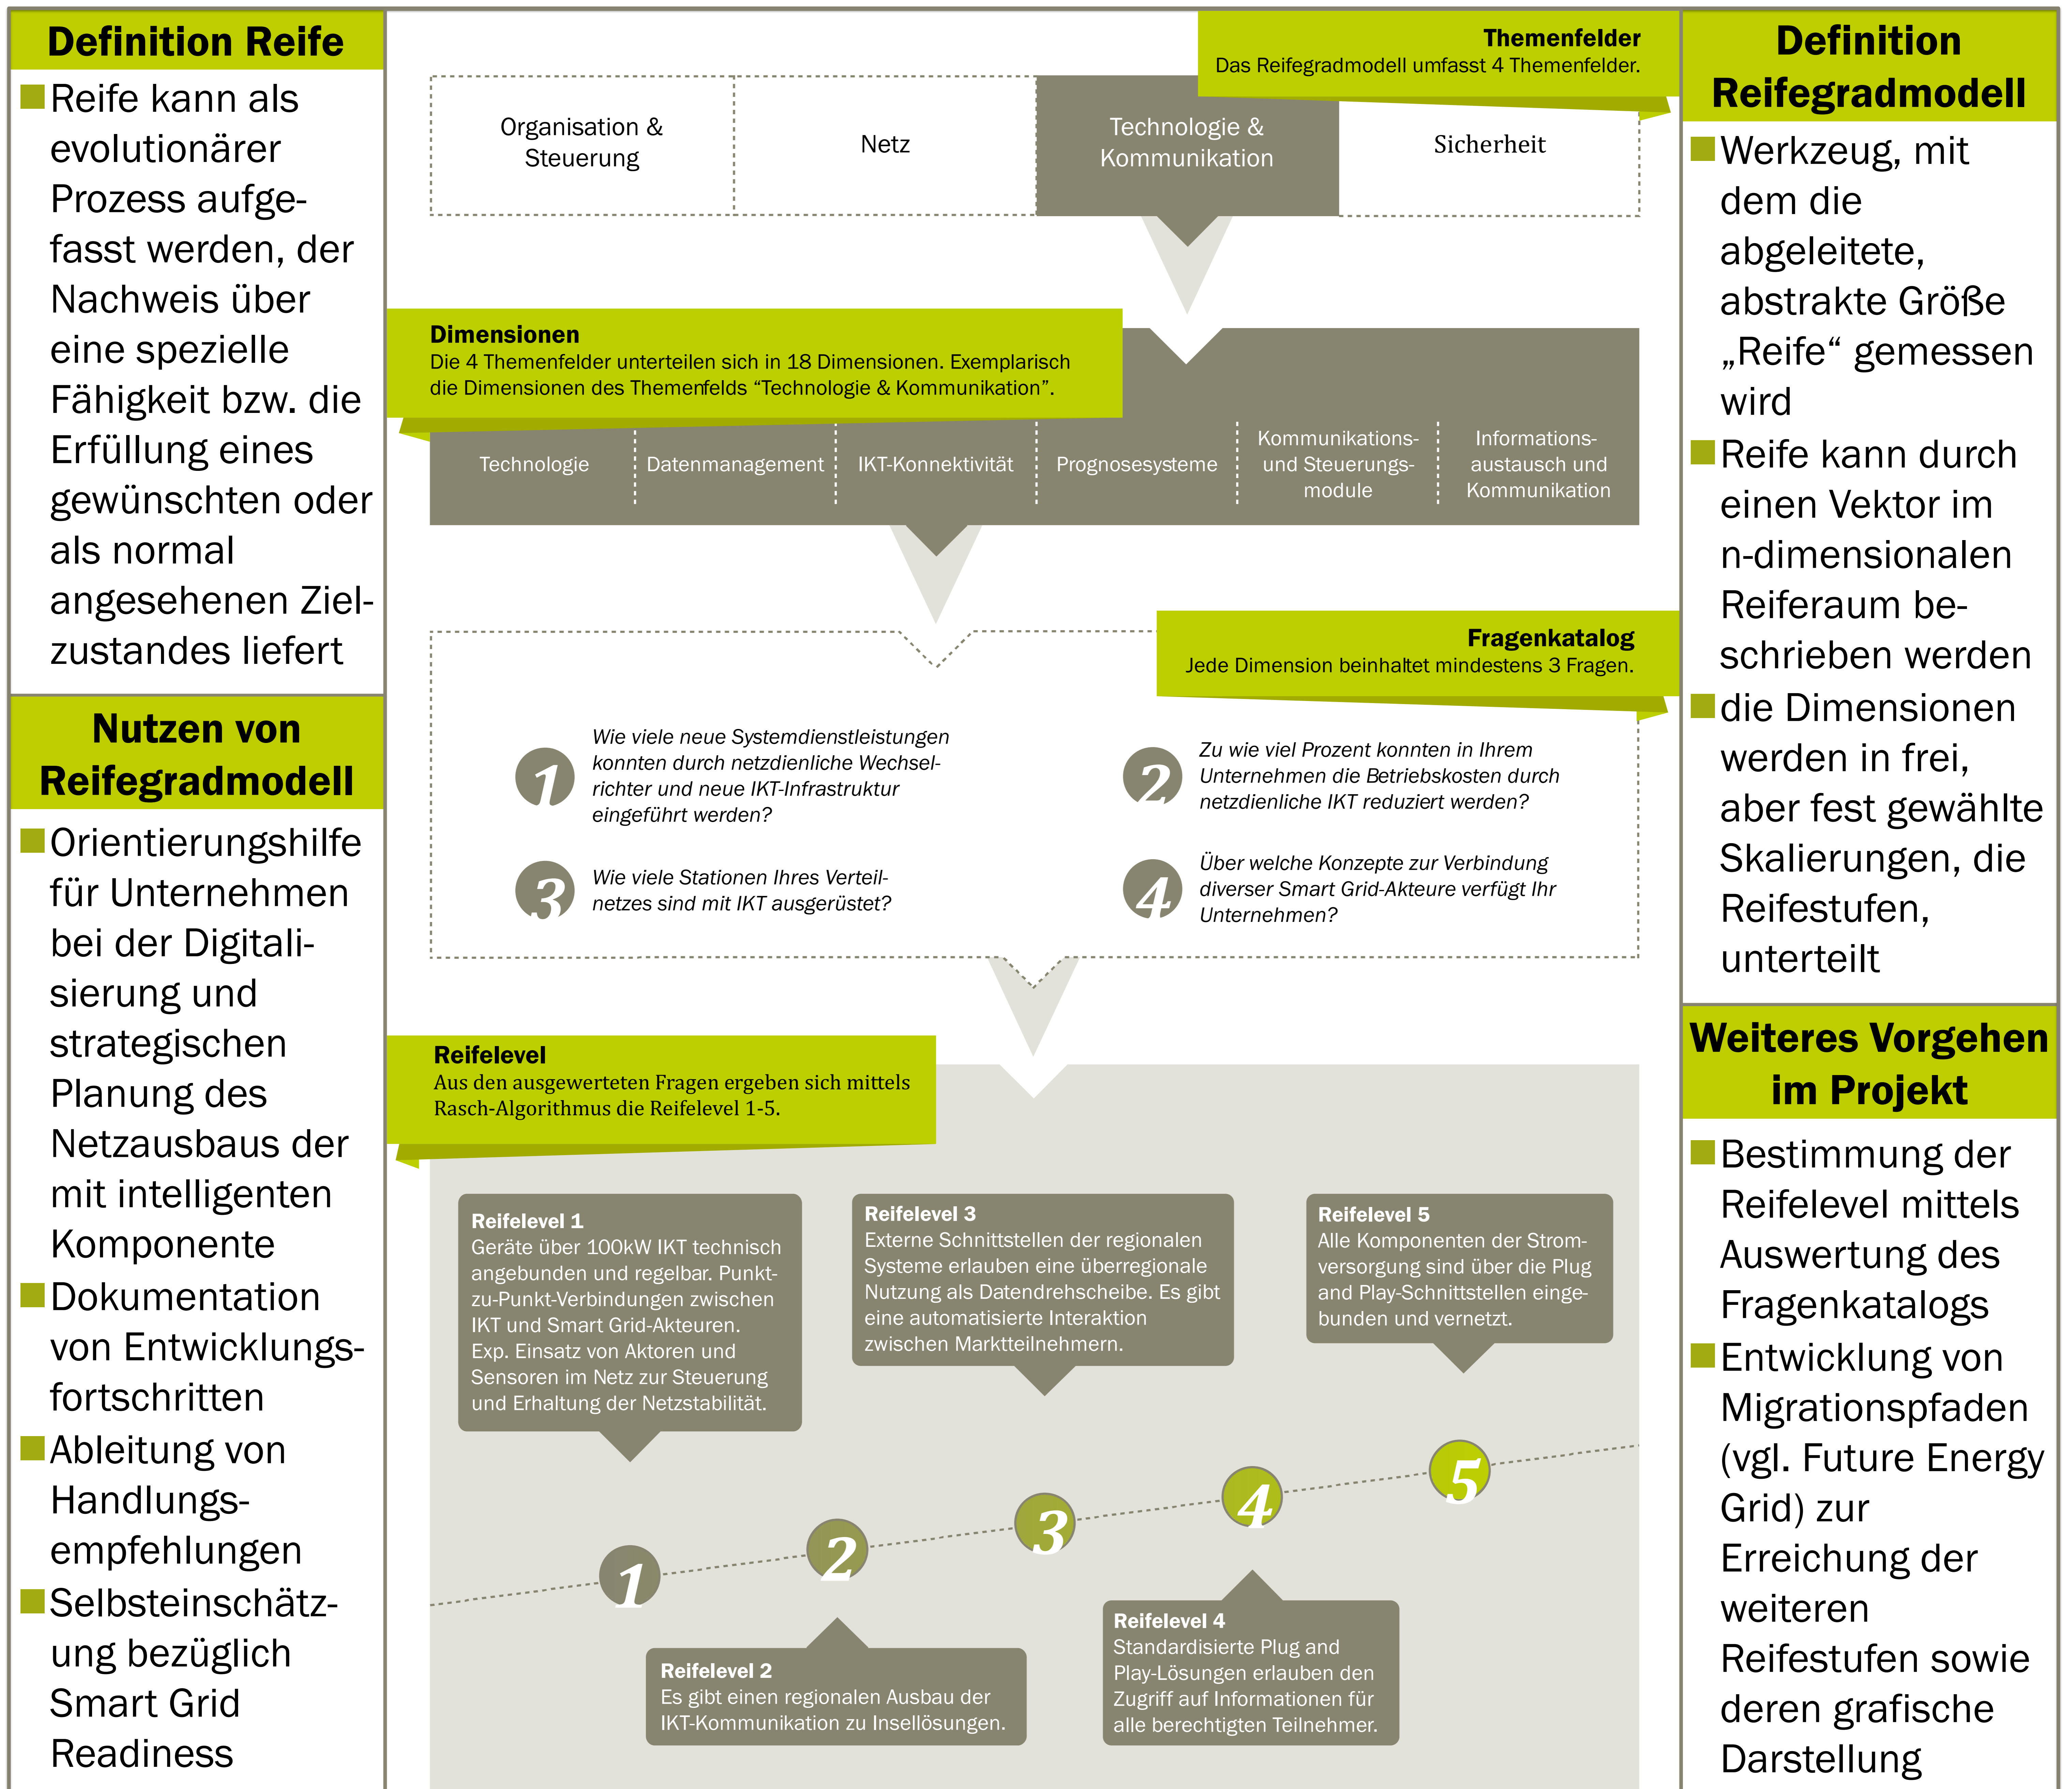 Definition Reife
Reife kann als
evolutionärer
Prozess aufge-
fasst werden, der
Nachweis über
eine spezielle
Fähigkeit bzw. die
Erfüllung eines
gewünschten oder
als normal
angesehenen Ziel-
zustandes liefert
Nutzen von
Reifegradmodell
Orientierungshilfe
für Unternehmen
bei der Digitali-
sierung und
strategischen
Planung des
Netzausbaus der
mit intelligenten
Komponente
Dokumentation
von Entwicklungs-
fortschritten
Ableitung von
Handlungs-
empfehlungen
Selbsteinschätz-
ung bezüglich
Smart Grid
Readiness
Themenfelder
Das Reifegradmodell umfasst 4 Themenfelder.
Organisation &
Steuerung
Netz
Technologie &
Kommunikation
Sicherheit
Dimensionen
Die 4 Themenfelder unterteilen sich in 18 Dimensionen. Exemplarisch
die Dimensionen des Themenfelds “Technologie & Kommunikation”.
Technologie
Datenmanagement
IKT-Konnektivität
Prognosesysteme
Kommunikations-
und Steuerungs-
module
Informations-
austausch und
Kommunikation
Fragenkatalog
Jede Dimension beinhaltet mindestens 3 Fragen.
1
Wie viele neue Systemdienstleistungen
konnten durch netzdienliche Wechsel-
richter und neue IKT-Infrastruktur
eingeführt werden?
2
Zu wie viel Prozent konnten in Ihrem
Unternehmen die Betriebskosten durch
netzdienliche IKT reduziert werden?
3
Wie viele Stationen Ihres Verteil-
netzes sind mit IKT ausgerüstet?
4
Über welche Konzepte zur Verbindung
diverser Smart Grid-Akteure verfügt Ihr
Unternehmen?
Reifelevel
Aus den ausgewerteten Fragen ergeben sich mittels
Rasch-Algorithmus die Reifelevel 1-5.
Reifelevel 1
Geräte über 100kW IKT technisch
angebunden und regelbar. Punkt-
zu-Punkt-Verbindungen zwischen
IKT und Smart Grid-Akteuren.
Exp. Einsatz von Aktoren und
Sensoren im Netz zur Steuerung
und Erhaltung der Netzstabilität.
Reifelevel 3
Externe Schnittstellen der regionalen
Systeme erlauben eine überregionale
Nutzung als Datendrehscheibe. Es gibt
eine automatisierte Interaktion
zwischen Marktteilnehmern.
Reifelevel 5
Alle Komponenten der Strom-
versorgung sind über die Plug
and Play-Schnittstellen einge-
bunden und vernetzt.
1
2
3
4
5
Reifelevel 2
Es gibt einen regionalen Ausbau der
IKT-Kommunikation zu Insellösungen.
Reifelevel 4
Standardisierte Plug and
Play-Lösungen erlauben den
Zugriff auf Informationen für
alle berechtigten Teilnehmer.
Definition
Reifegradmodell
Werkzeug, mit
dem die
abgeleitete,
abstrakte Größe
„Reife“ gemessen
wird
Reife kann durch
einen Vektor im
n-dimensionalen
Reiferaum be-
schrieben werden
die Dimensionen
werden in frei,
aber fest gewählte
Skalierungen, die
Reifestufen,
unterteilt
Weiteres Vorgehen
im Projekt
Bestimmung der
Reifelevel mittels
Auswertung des
Fragenkatalogs
Entwicklung von
Migrationspfaden
(vgl. Future Energy
Grid) zur
Erreichung der
weiteren
Reifestufen sowie
deren grafische
Darstellung